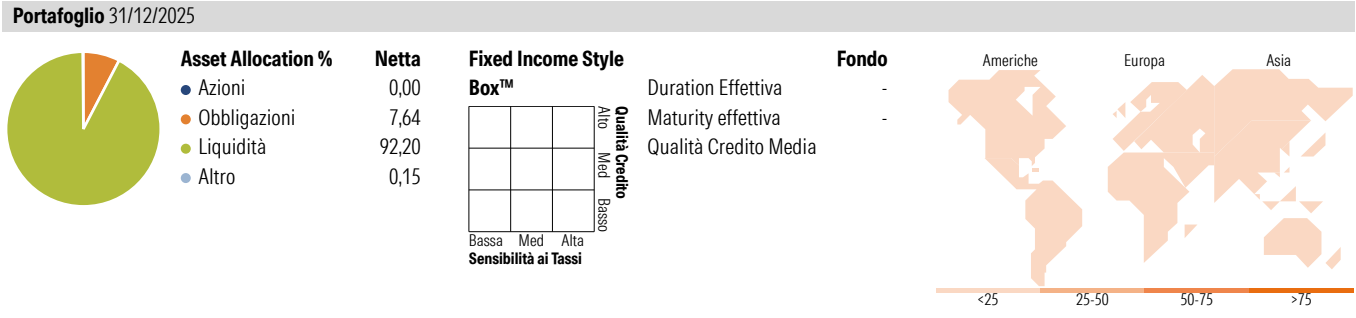 Portafoglio 31/12/2025
Asset Allocation % Netta
Azioni 0,00
Obbligazioni 7,64
Liquidità 92,20
Altro 0,15
Fixed Income Style
Box™
Alto Med Basso
Qualità Credito
Bassa Med Alta
Sensibilità ai Tassi
Fondo
Duration Effettiva -
Maturity effettiva -
Qualità Credito Media
Americhe Europa Asia
<25 25-50 50-75 >75